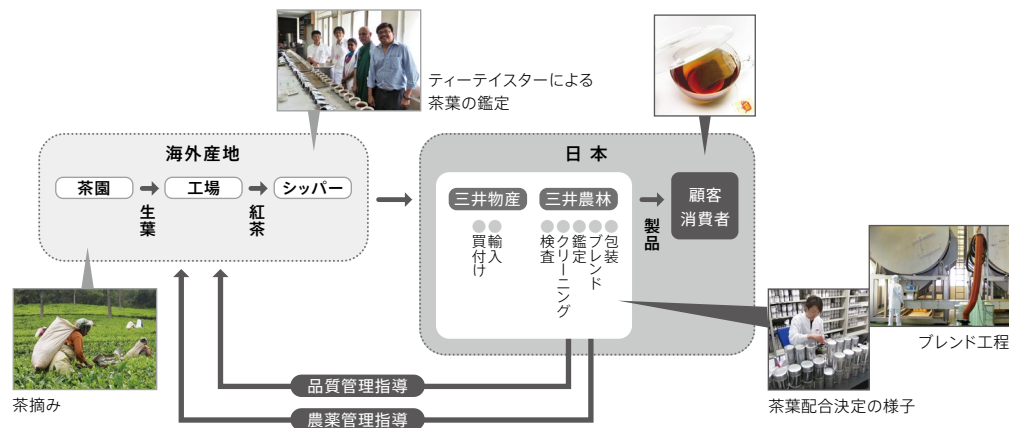 ティーテイスターによる
茶葉の鑑定
海外産地
茶園
生葉
工場
紅茶
シッパー
日本
三井物産
買付け
輸入
三井農林
検査
クリーニング
鑑定
ブレンド
包装
製品
顧客
消費者
茶摘み
品質管理指導
農薬管理指導
ブレンド工程
茶葉配合決定の様子